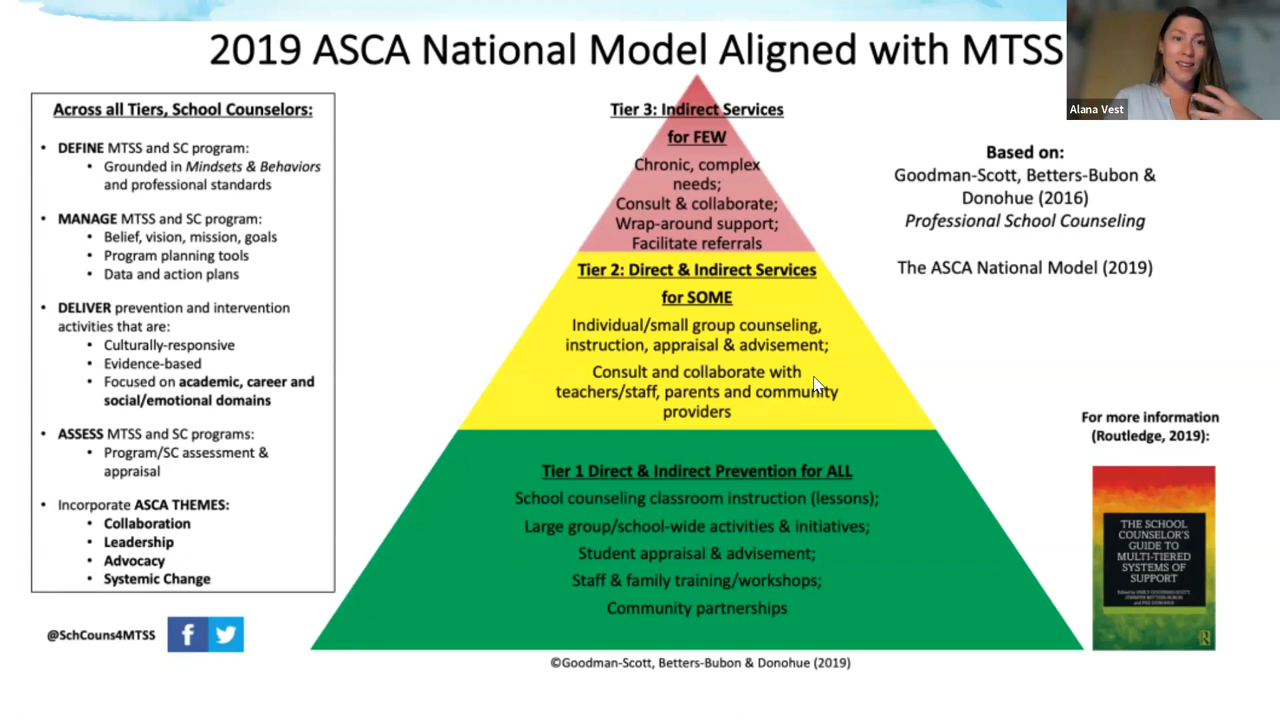 2019 ASCA National Model Aligned with MTSS
Alana Vest
Across all Tiers, School Counselors:
• DEFINE MTSS and SC program:
• Grounded in Mindsets & Behaviors
and professional standards
• MANAGE MTSS and SC program:
• Belief, vision, mission, goals
• Program planning tools
• Data and action plans
• DELIVER prevention and intervention
activities that are:
• Culturally-responsive
• Evidence-based
• Focused on academic, career and
social/emotional domains
• ASSESS MTSS and SC programs:
• Program/SC assessment &
appraisal
• Incorporate ASCA THEMES:
• Collaboration
• Leadership
• Advocacy
• Systemic Change
@SchCouns4MTSS
Tier 3: Indirect Services
for FEW
Chronic, complex
needs;
Consult & collaborate;
Wrap-around support;
Facilitate referrals
Tier 2: Direct & Indirect Services
for SOME
Individual/small group counseling,
instruction, appraisal & advisement;
Consult and collaborate with
teachers/staff, parents and community
providers
Tier 1 Direct & Indirect Prevention for ALL
School counseling classroom instruction (lessons);
Large group/school-wide activities & initiatives;
Student appraisal & advisement;
Staff & family training/workshops;
Community partnerships
©Goodman-Scott, Betters-Bubon & Donohue (2019)
Based on:
Goodman-Scott, Betters-Bubon &
Donohue (2016)
Professional School Counseling
The ASCA National Model (2019)
For more information
(Routledge, 2019):
THE SCHOOL
COUNSELOR'S
GUIDE TO
MULTI-TIERED
SYSTEMS OF
SUPPORT